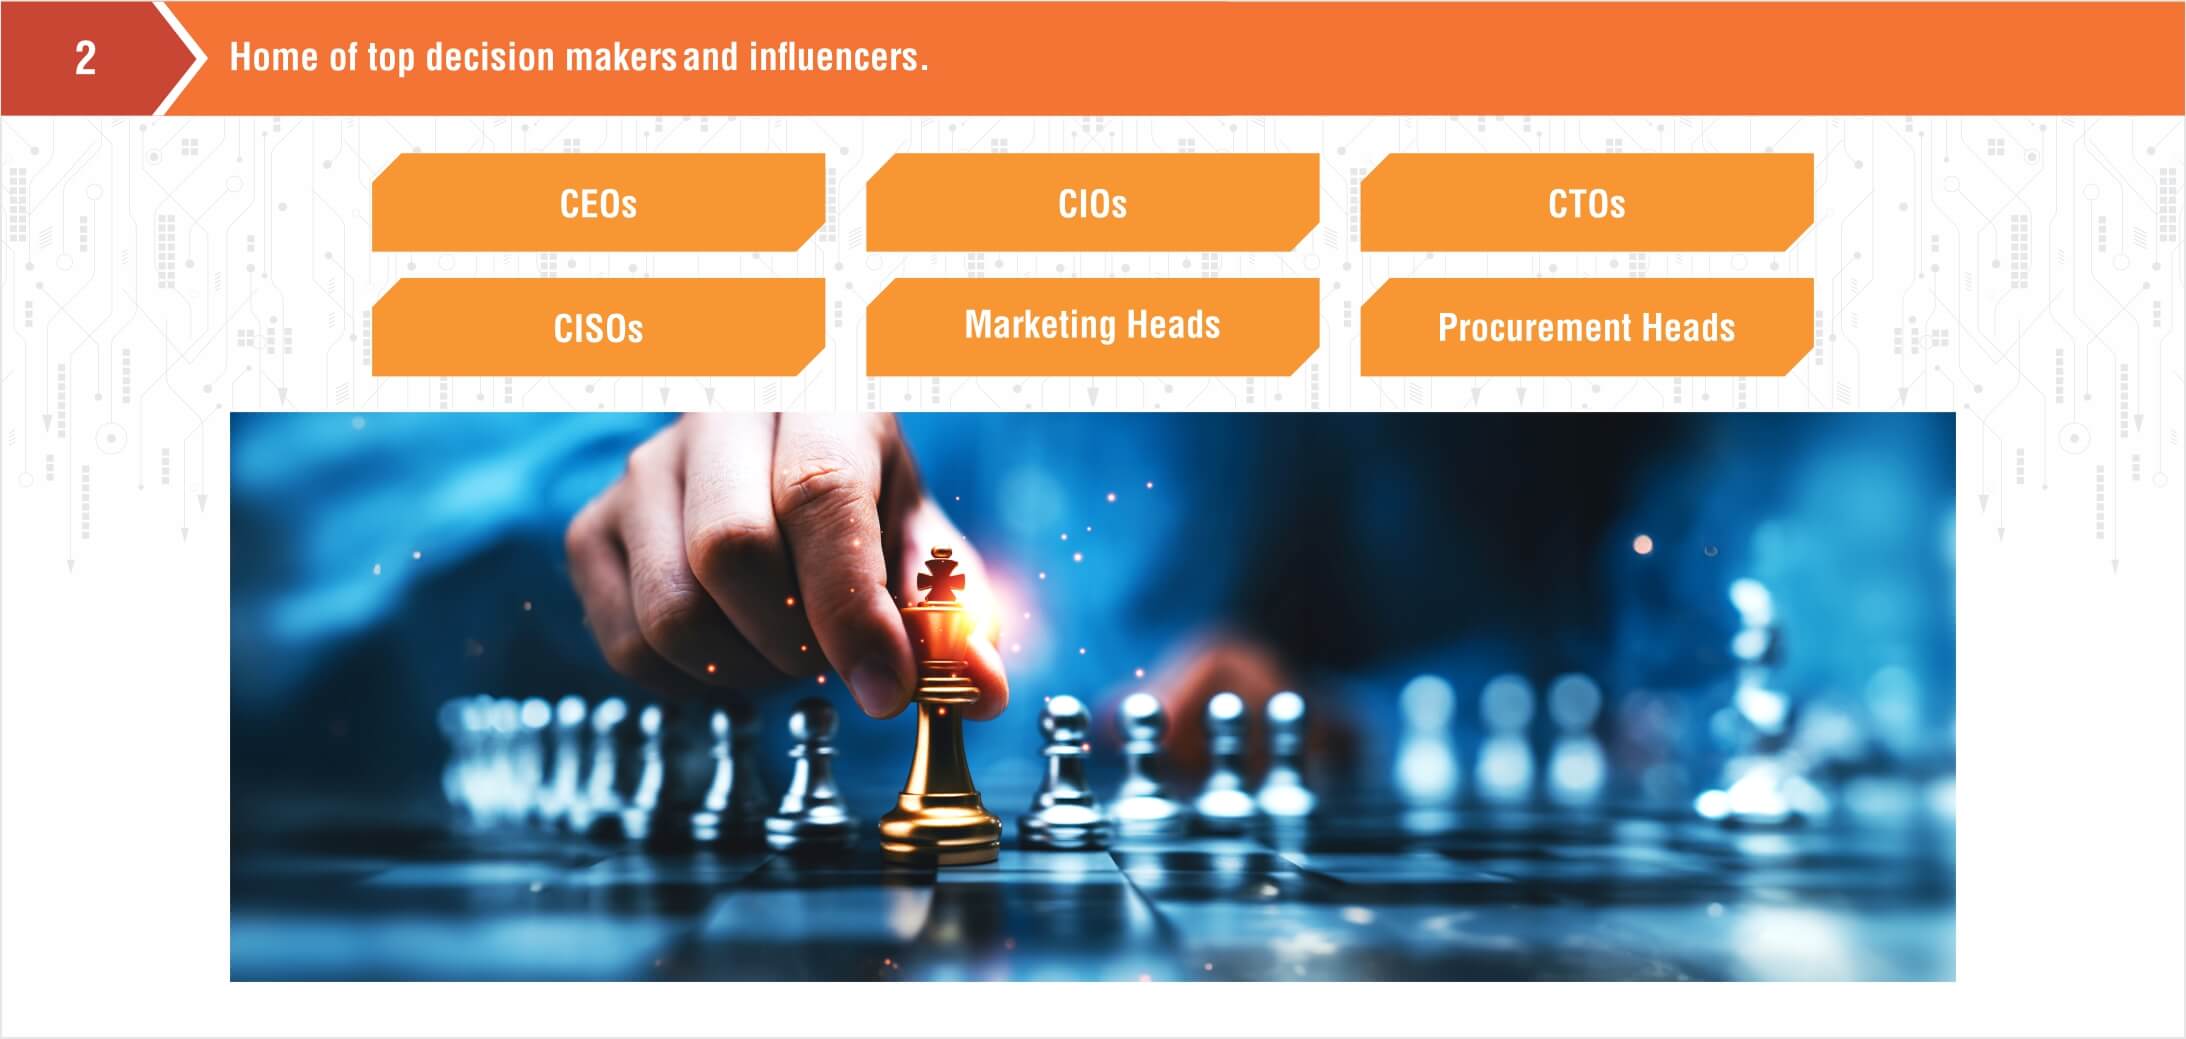 2
Home of top decision makers and influencers.
CEOs
CIOs
CTOs
CISOs
Marketing Heads
Procurement Heads